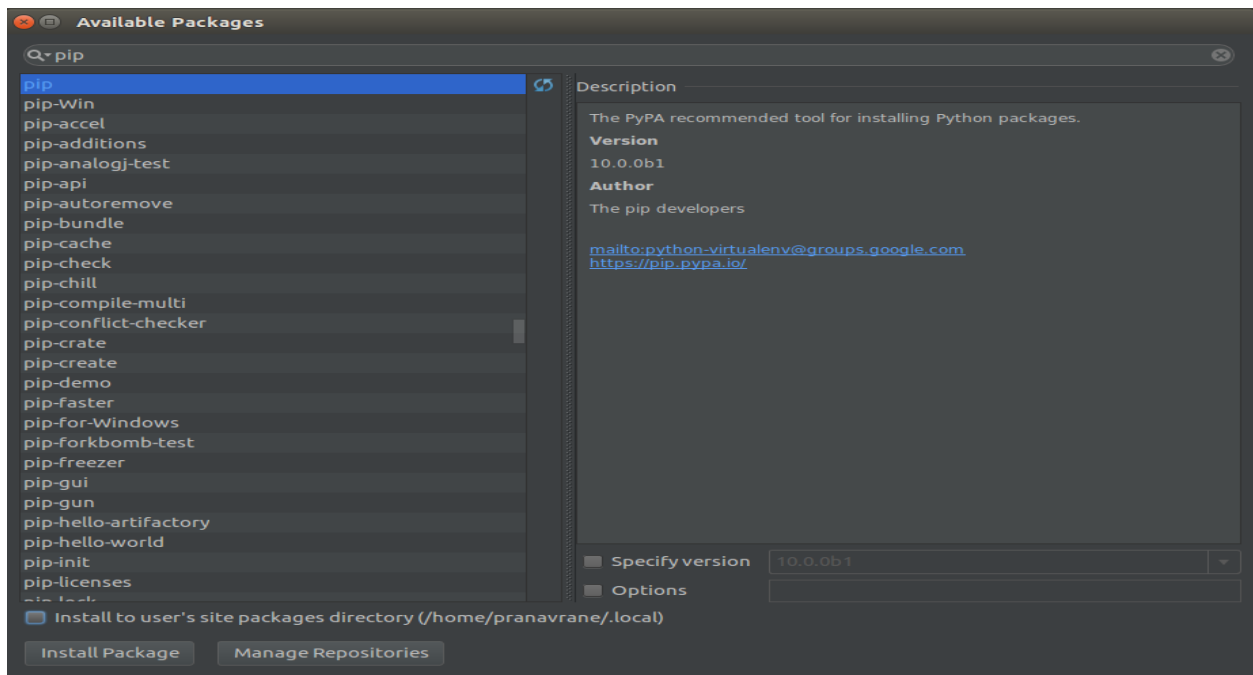 Available Packages
pip
pip
pip-Win
pip-accel
pip-additions
pip-analogj-test
pip-api
pip-autoremove
pip-bundle
pip-cache
pip-check
pip-chill
pip-compile-multi
pip-conflict-checker
pip-crate
pip-create
pip-demo
pip-faster
pip-for-Windows
pip-forkbomb-test
pip-freezer
pip-gui
pip-gun
pip-hello-artifactory
pip-hello-world
pip-init
pip-licenses
pip-lock
Description
The PyPA recommended tool for installing Python packages.
Version
10.0.0b1
Author
The pip developers
mailto:python-virtualenv@groups.google.com
https://pip.pypa.io/
Specify version 10.0.0b1
Options
Install to user's site packages directory (/home/pranavrane/.local)
Install Package Manage Repositories